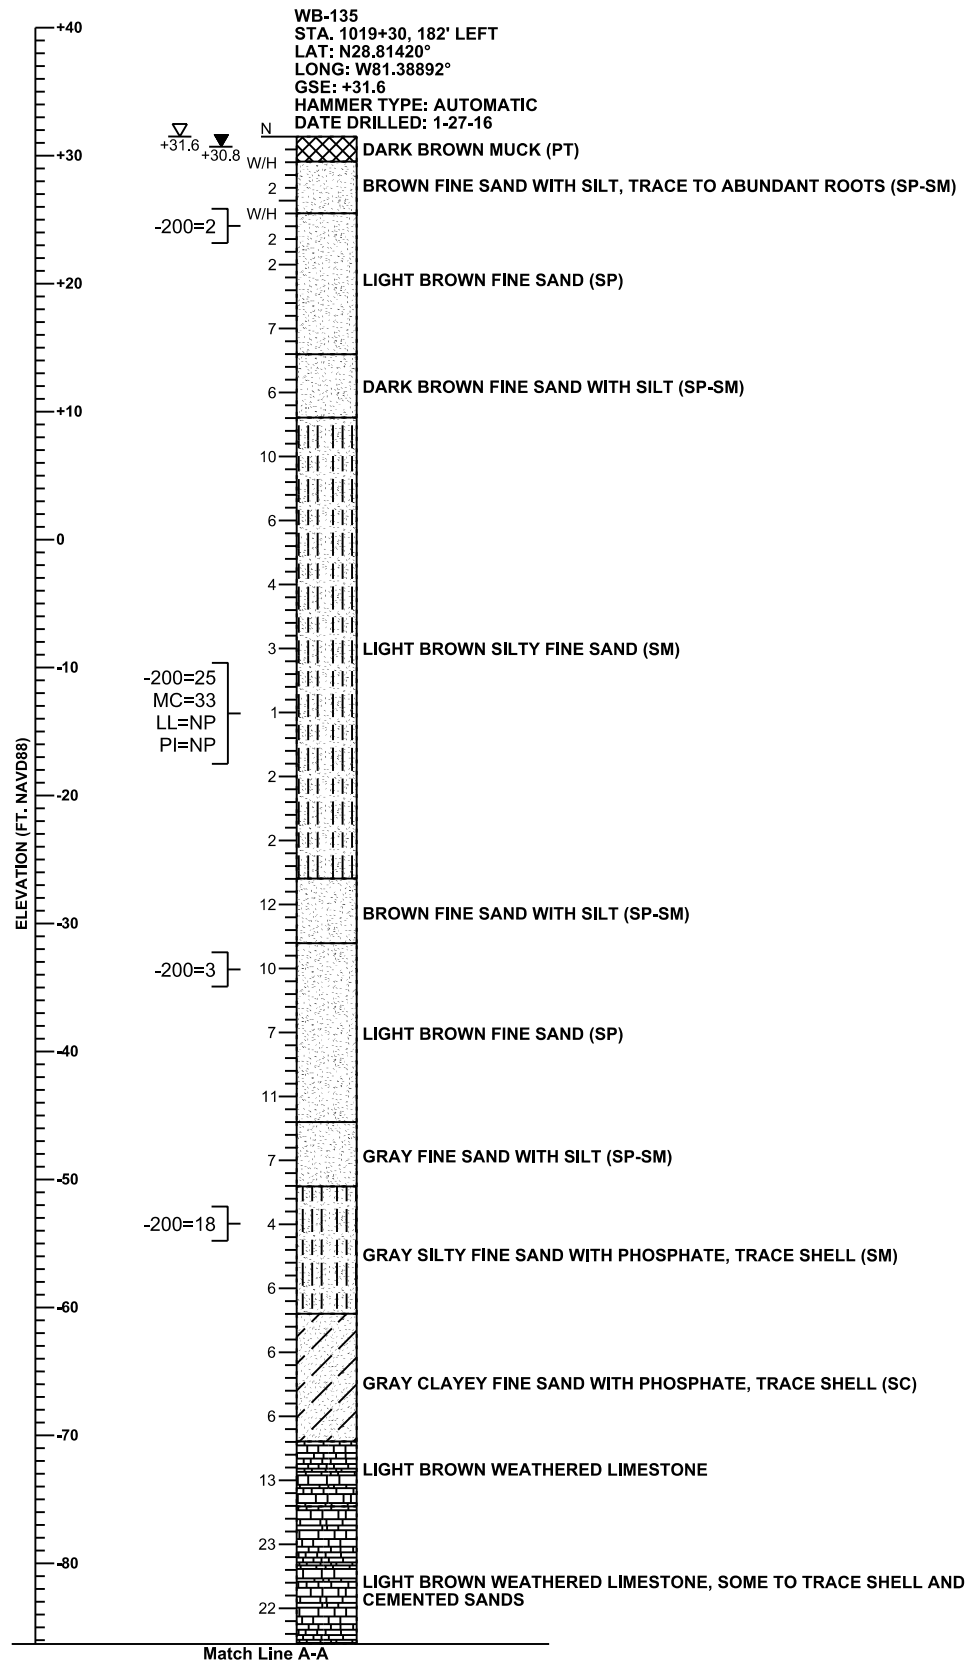 WB-135
STA. 1019+30, 182' LEFT
LAT: N28.81420°
LONG: W81.38892°
GSE: +31.6
HAMMER TYPE: AUTOMATIC
DATE DRILLED: 1-27-16
+40
+30
+20
+10
0
-10
-20
-30
-40
-50
-60
-70
-80
ELEVATION (FT. NAVD88)
+31.6
+30.8
N
DARK BROWN MUCK (PT)
W/H
2
BROWN FINE SAND WITH SILT, TRACE TO ABUNDANT ROOTS (SP-SM)
W/H
-200=2
2
2
LIGHT BROWN FINE SAND (SP)
7
6
DARK BROWN FINE SAND WITH SILT (SP-SM)
10
6
4
3
LIGHT BROWN SILTY FINE SAND (SM)
-200=25
MC=33
LL=NP
PI=NP
1
2
2
12
BROWN FINE SAND WITH SILT (SP-SM)
-200=3
10
7
LIGHT BROWN FINE SAND (SP)
11
7
GRAY FINE SAND WITH SILT (SP-SM)
-200=18
4
GRAY SILTY FINE SAND WITH PHOSPHATE, TRACE SHELL (SM)
6
6
GRAY CLAYEY FINE SAND WITH PHOSPHATE, TRACE SHELL (SC)
6
LIGHT BROWN WEATHERED LIMESTONE
13
23
LIGHT BROWN WEATHERED LIMESTONE, SOME TO TRACE SHELL AND
CEMENTED SANDS
22
Match Line A-A